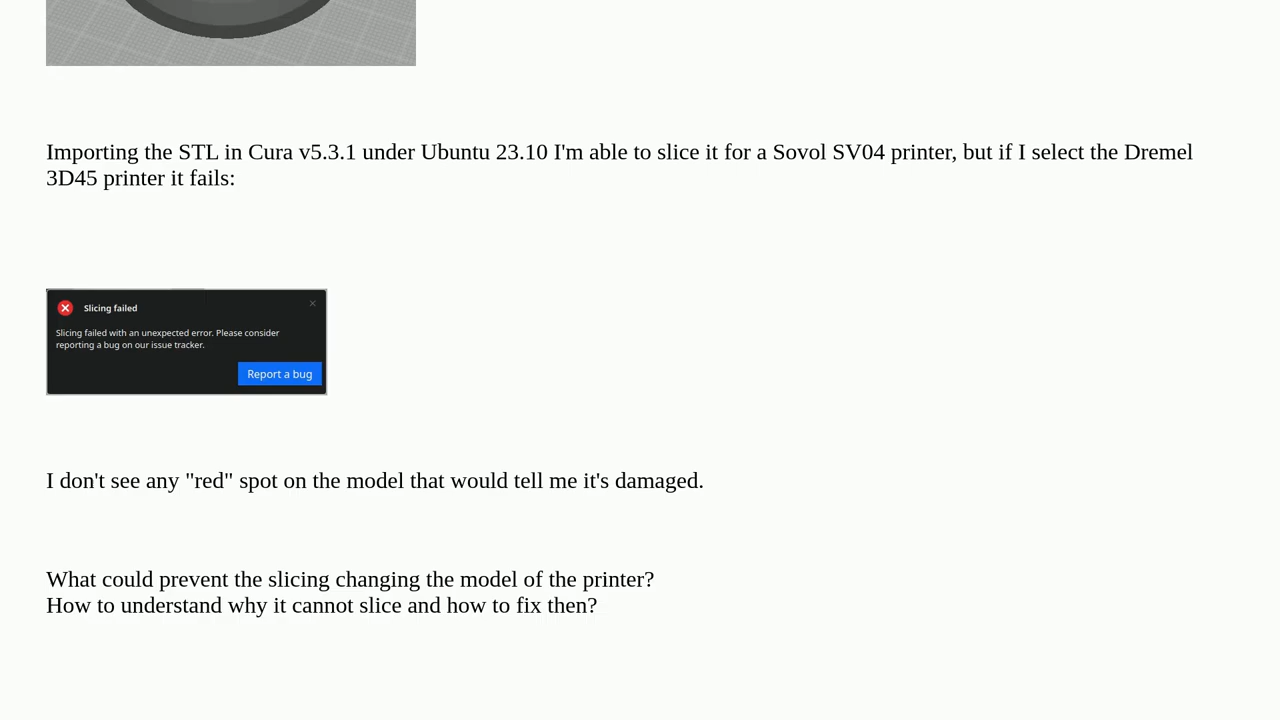 Importing the STL in Cura v5.3.1 under Ubuntu 23.10 I'm able to slice it for a Sovol SV04 printer, but if I select the Dremel
3D45 printer it fails:
Slicing failed
Slicing failed with an unexpected error. Please consider
reporting a bug on our issue tracker.
Report a bug
I don't see any "red" spot on the model that would tell me it's damaged.
What could prevent the slicing changing the model of the printer?
How to understand why it cannot slice and how to fix then?